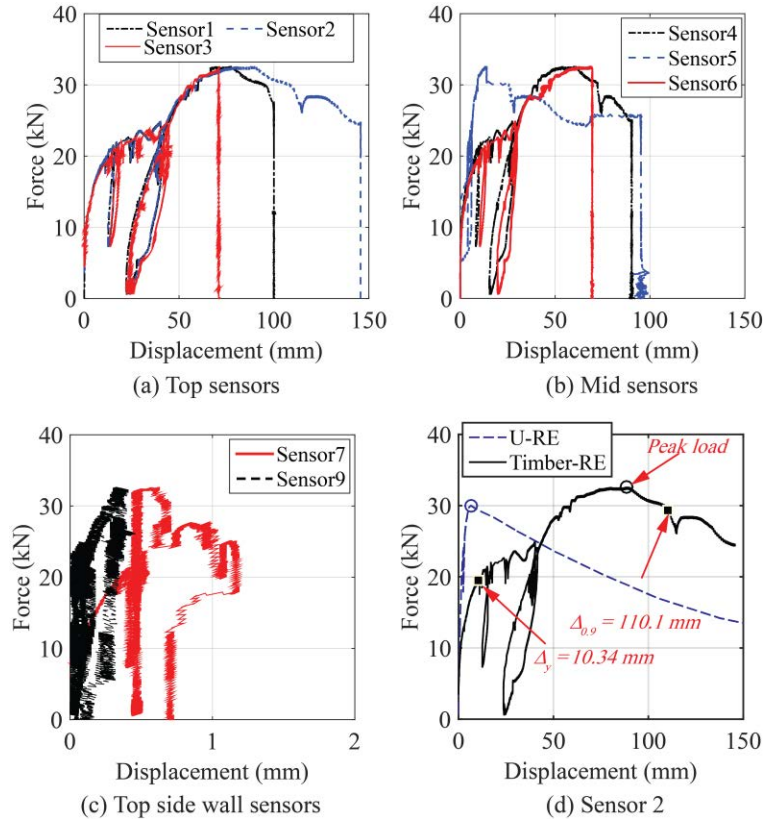 Sensor1
Sensor2
Sensor3
Force (kN)
40
30
20
10
0
0
50
100
150
Displacement (mm)
(a) Top sensors
Sensor4
Sensor5
Sensor6
Force (kN)
40
30
20
10
0
0
50
100
150
Displacement (mm)
(b) Mid sensors
Sensor7
Sensor9
Force (kN)
40
30
20
10
0
0
1
2
Displacement (mm)
(c) Top side wall sensors
U-RE
Timber-RE
Peak load
Δ0.9 = 110.1 mm
Δy = 10.34 mm
Force (kN)
40
30
20
10
0
0
50
100
150
Displacement (mm)
(d) Sensor 2